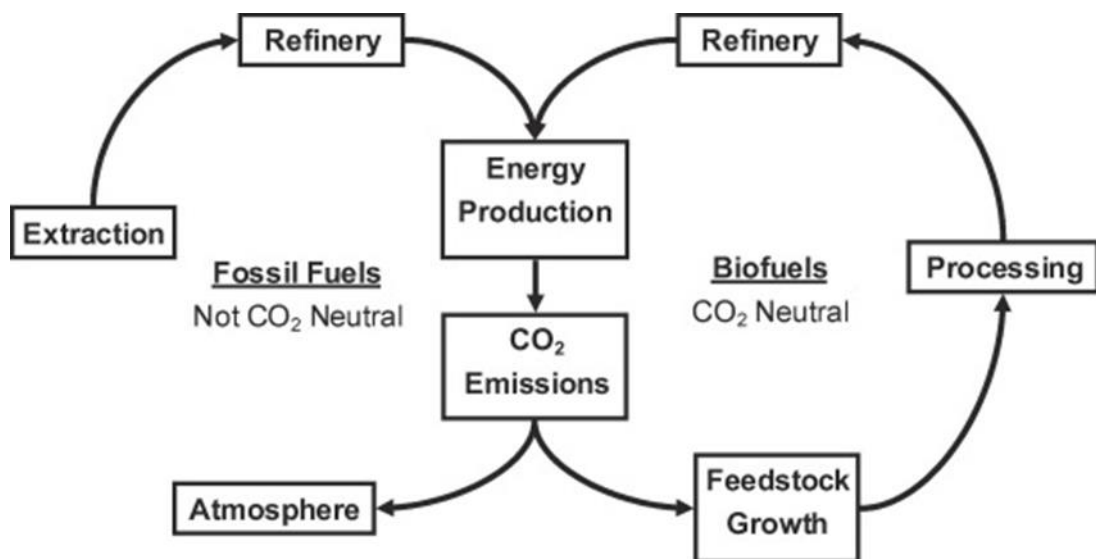 Refinery
Refinery
Energy
Production
Extraction
Fossil Fuels
Not CO₂ Neutral
Biofuels
CO₂ Neutral
Processing
CO₂
Emissions
Atmosphere
Feedstock
Growth